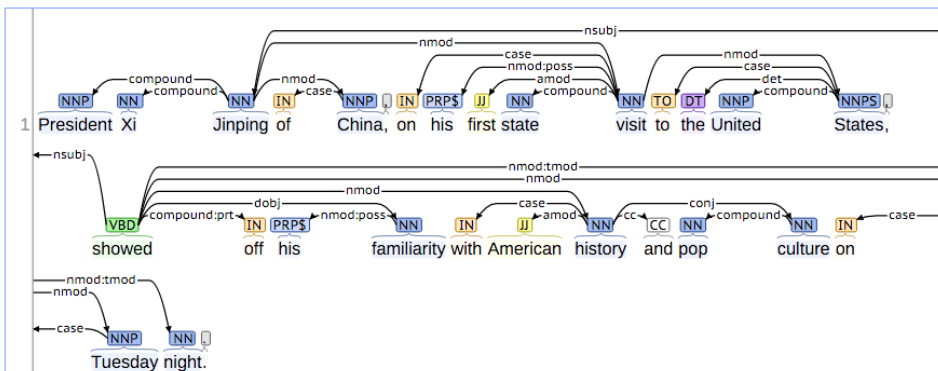 nsubj
nmod
case nmod
nmod:poss case
compound nmod amod det
compound case compound compound
NNP NN NN IN NNP , IN PRP$ JJ NN NN TO DT NNP NNPS ,
1 President Xi Jinping of China, on his first state visit to the United States,
nsubj nmod:tmod
nmod
nmod
dobj case conj
compound:prt nmod:poss amod cc compound case
VBD IN PRP$ NN IN JJ NN CC NN NN IN
showed off his familiarity with American history and pop culture on
nmod:tmod
nmod
case
NNP NN .
Tuesday night.